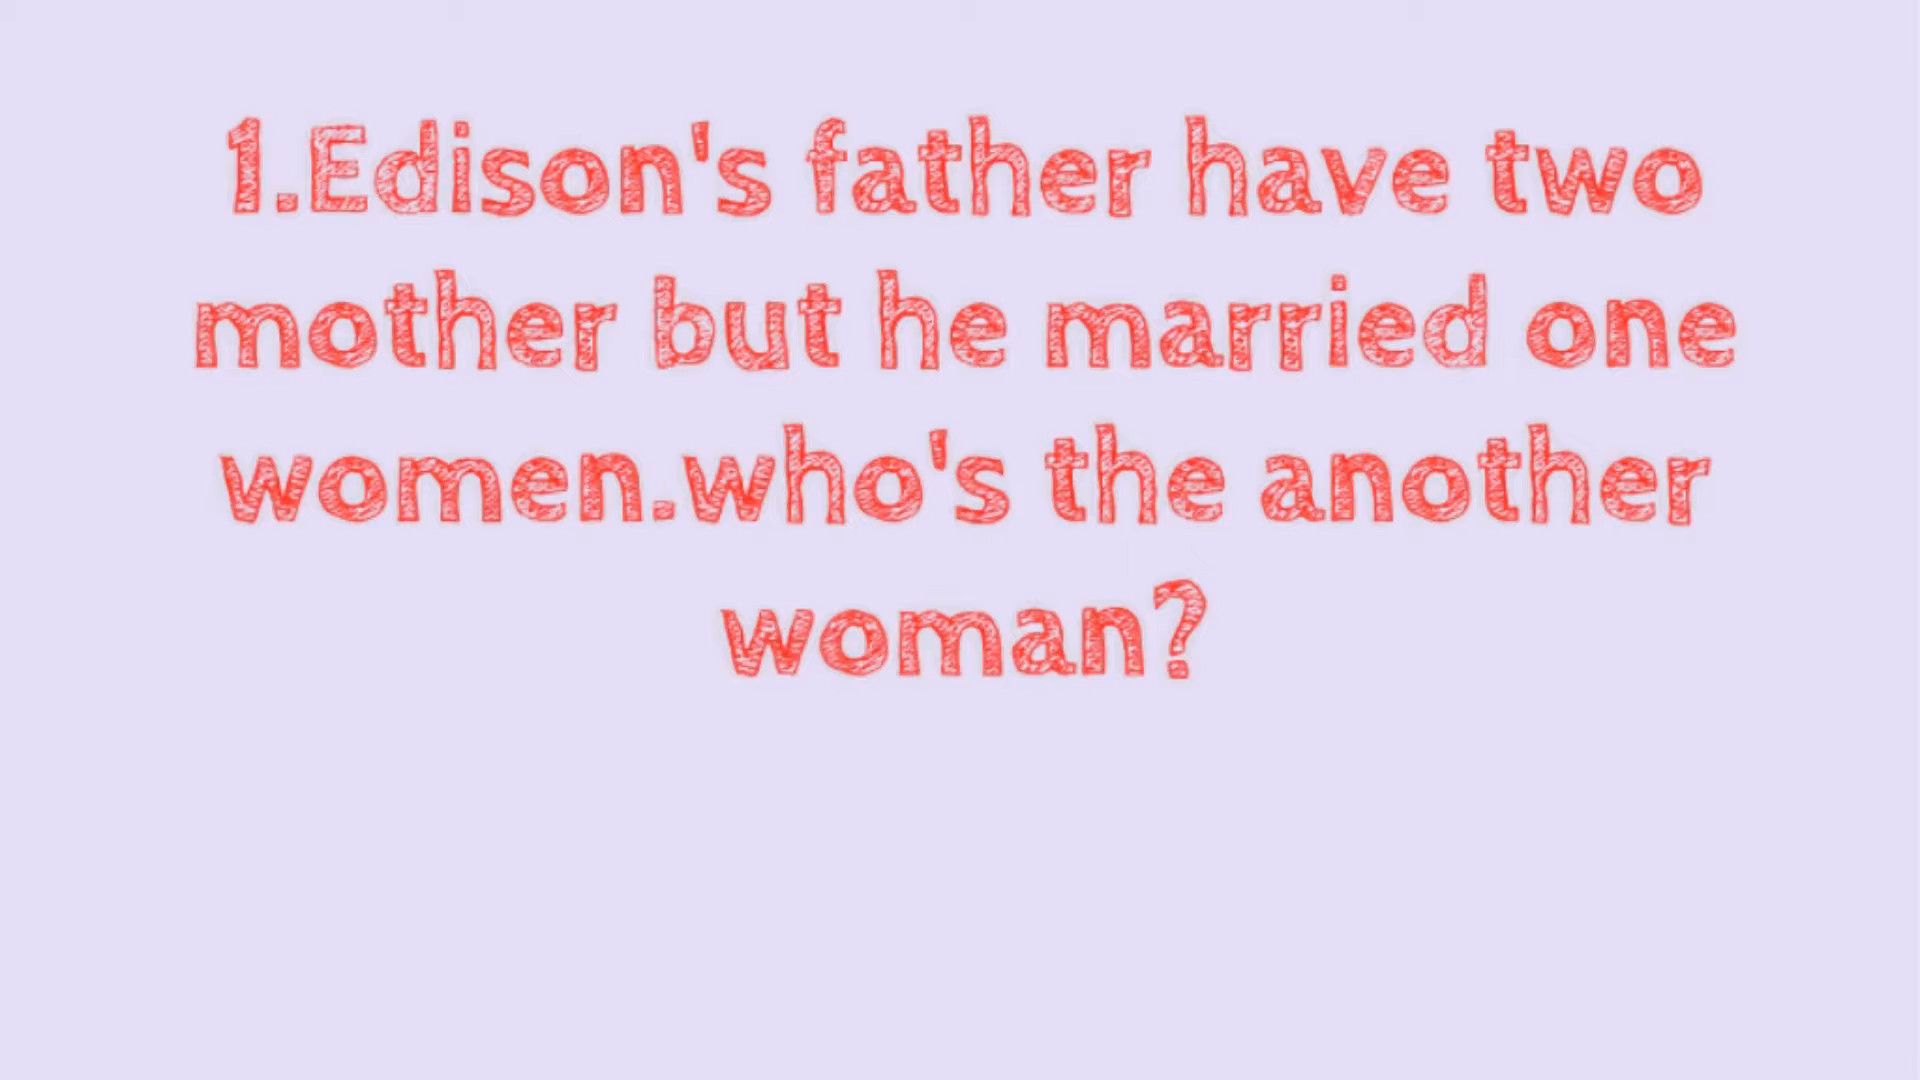 1.Edison's father have two
mother but he married one
women.who's the another
woman?